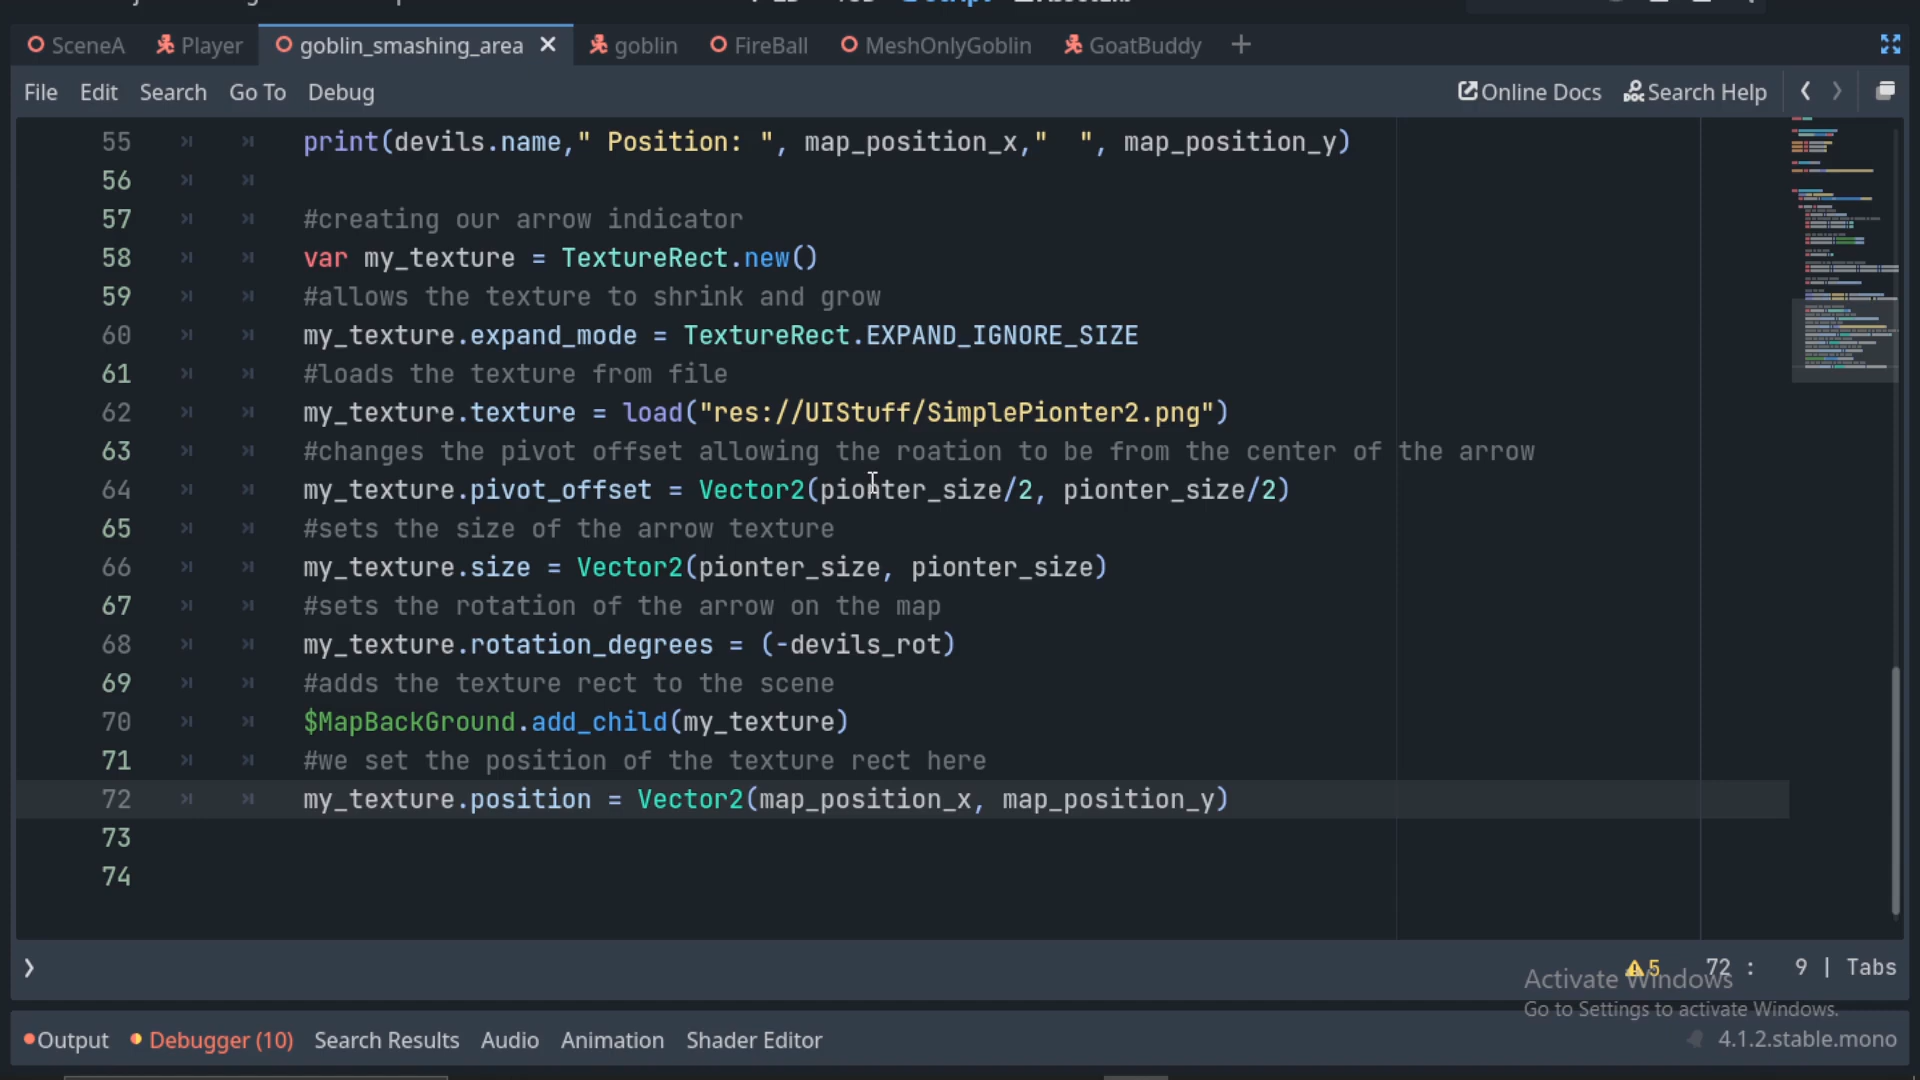 SceneA Player goblin_smashing_area goblin FireBall MeshOnlyGoblin GoatBuddy
File Edit Search Go To Debug Online Docs Search Help
55 print(devils.name," Position: ", map_position_x,"  ", map_position_y)
56
57 #creating our arrow indicator
58 var my_texture = TextureRect.new()
59 #allows the texture to shrink and grow
60 my_texture.expand_mode = TextureRect.EXPAND_IGNORE_SIZE
61 #loads the texture from file
62 my_texture.texture = load("res://UIStuff/SimplePionter2.png")
63 #changes the pivot offset allowing the roation to be from the center of the arrow
64 my_texture.pivot_offset = Vector2(pionter_size/2, pionter_size/2)
65 #sets the size of the arrow texture
66 my_texture.size = Vector2(pionter_size, pionter_size)
67 #sets the rotation of the arrow on the map
68 my_texture.rotation_degrees = (-devils_rot)
69 #adds the texture rect to the scene
70 $MapBackGround.add_child(my_texture)
71 #we set the position of the texture rect here
72 my_texture.position = Vector2(map_position_x, map_position_y)
73
74
5 72 : 9 | Tabs
Activate Windows
Go to Settings to activate Windows.
Output Debugger (10) Search Results Audio Animation Shader Editor 4.1.2.stable.mono